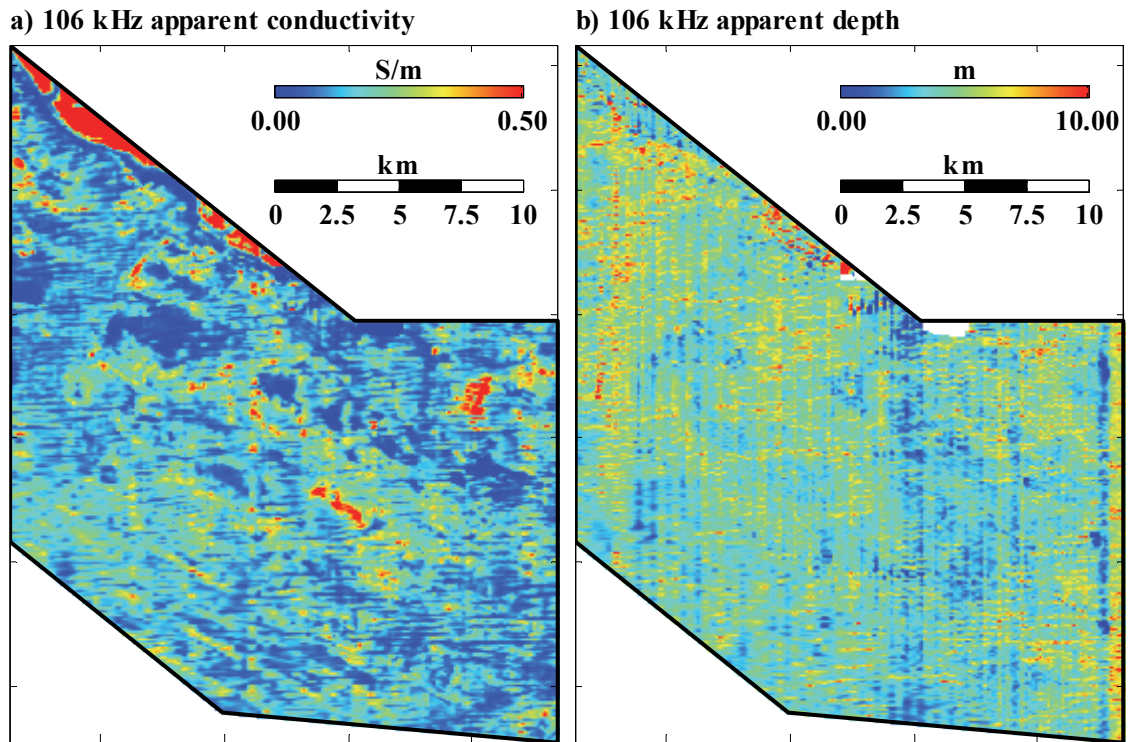 a) 106 kHz apparent conductivity
S/m
0.00 0.50
km
0 2.5 5 7.5 10
b) 106 kHz apparent depth
m
0.00 10.00
km
0 2.5 5 7.5 10